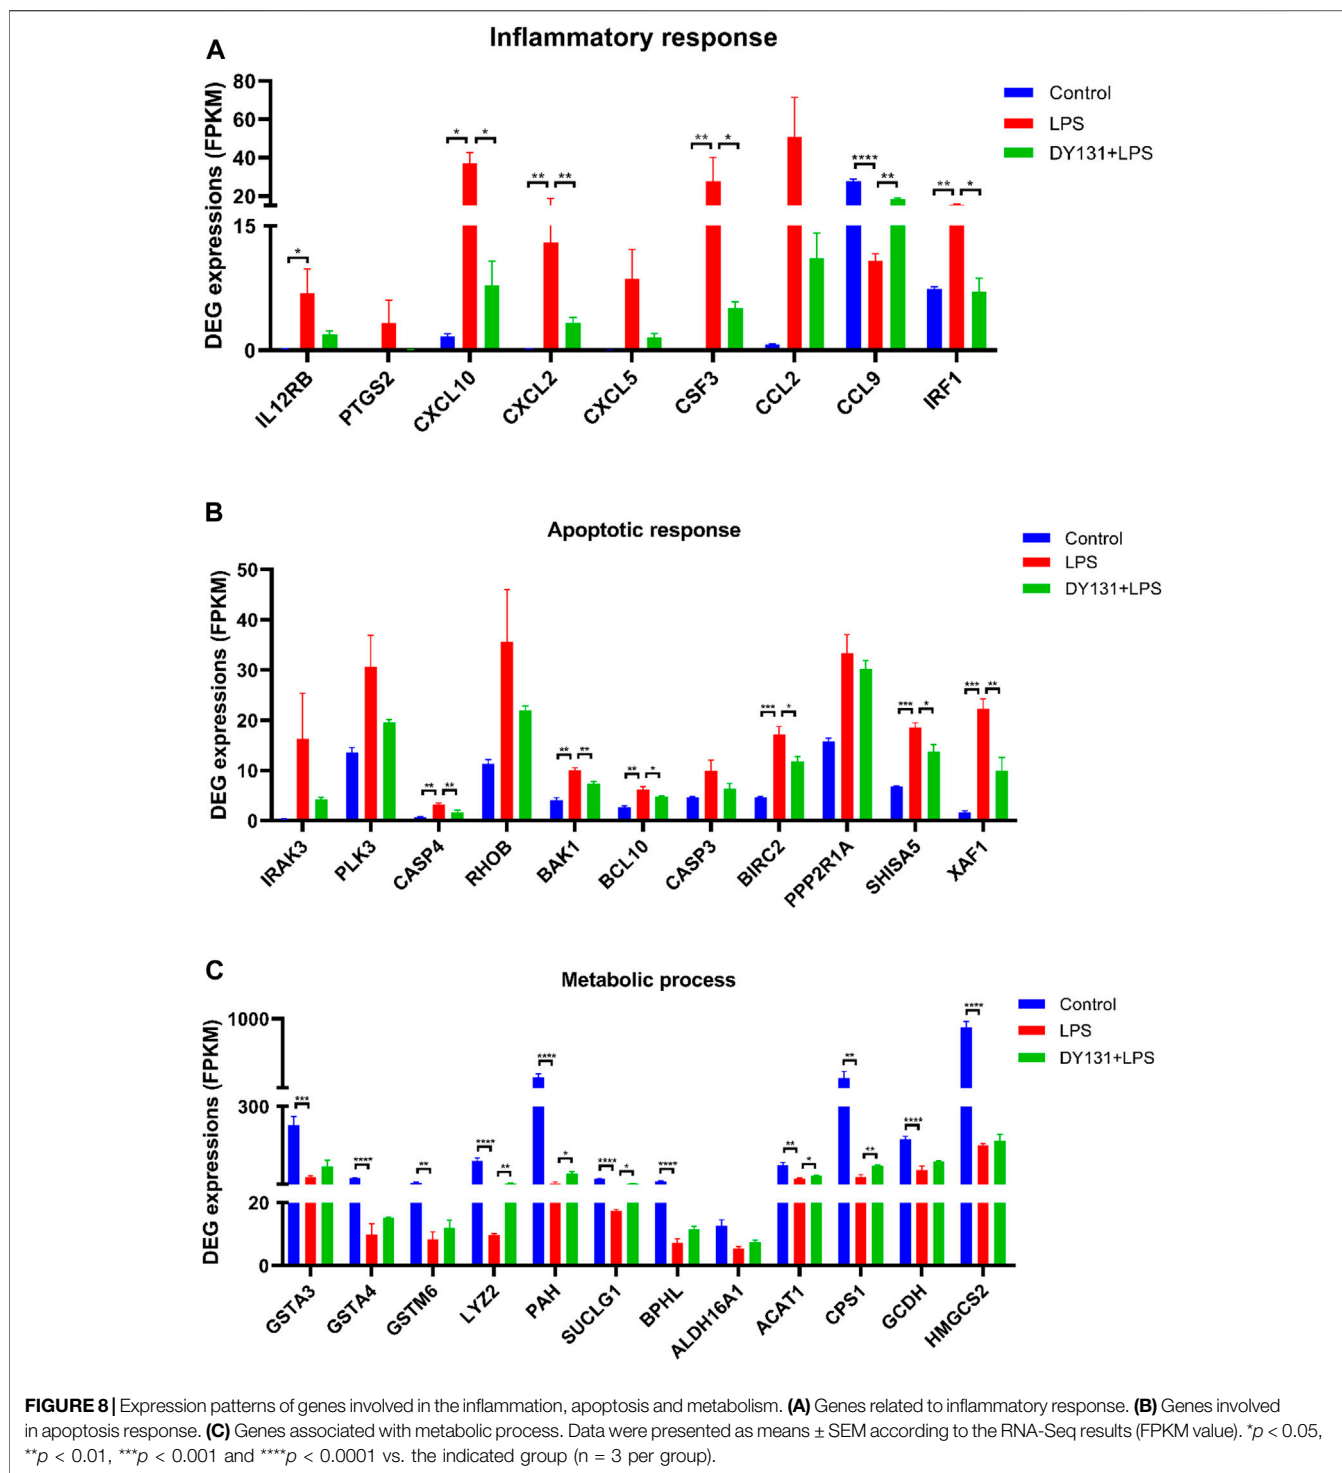 A
Inflammatory response
DEG expressions (FPKM)
80
60
40
20
15
0
* * * ** ** ** * **** ** ** *
IL12RB PTGS2 CXCL10 CXCL2 CXCL5 CSF3 CCL2 CCL9 IRF1
Control
LPS
DY131+LPS
B
Apoptotic response
DEG expressions (FPKM)
50
40
30
20
10
0
** ** ** ** ** * *** * *** * *** **
IRAK3 PLK3 CASP4 RHOB BAK1 BCL10 CASP3 BIRC2 PPP2R1A SHISA5 XAF1
Control
LPS
DY131+LPS
C
Metabolic process
DEG expressions (FPKM)
1000
300
20
0
*** **** ** **** ** **** * **** * **** ** * ** ** **** ****
GSTA3 GSTA4 GSTM6 LYZ2 PAH SUCLG1 BPHL ALDH16A1 ACAT1 CPS1 GCDH HMGCS2
Control
LPS
DY131+LPS
FIGURE 8 | Expression patterns of genes involved in the inflammation, apoptosis and metabolism. (A) Genes related to inflammatory response. (B) Genes involved
in apoptosis response. (C) Genes associated with metabolic process. Data were presented as means ± SEM according to the RNA-Seq results (FPKM value). *p < 0.05,
**p < 0.01, ***p < 0.001 and ****p < 0.0001 vs. the indicated group (n = 3 per group).